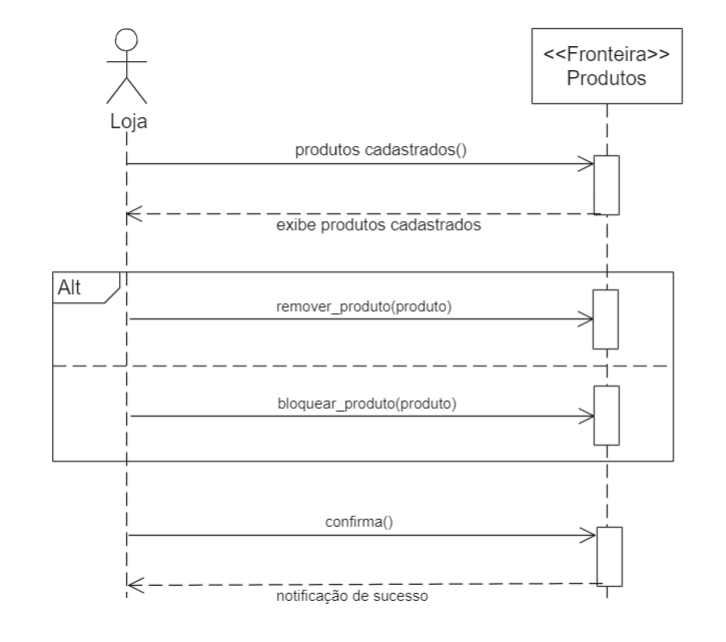 <<Fronteira>>
Produtos
Loja
produtos cadastrados()
exibe produtos cadastrados
Alt
remover_produto(produto)
bloquear_produto(produto)
confirma()
notificação de sucesso